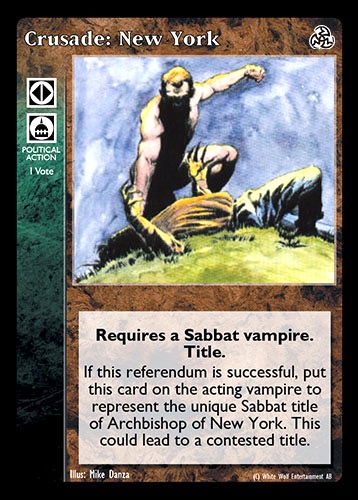 Crusade: New York
POLITICAL
ACTION
1 Vote
Requires a Sabbat vampire.
Title.
If this referendum is successful, put
this card on the acting vampire to
represent the unique Sabbat title
of Archbishop of New York. This
could lead to a contested title.
Illus: Mike Danza
(C) White Wolf Entertainment AB